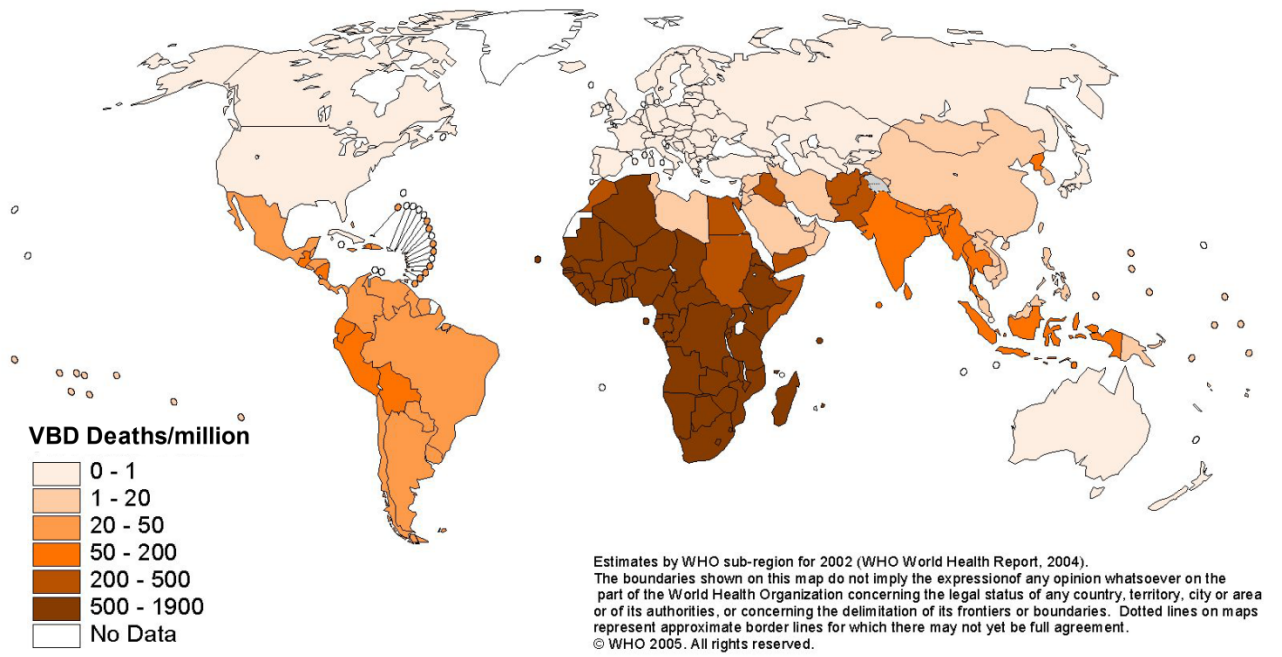 VBD Deaths/million
0 - 1
1 - 20
20 - 50
50 - 200
200 - 500
500 - 1900
No Data
Estimates by WHO sub-region for 2002 (WHO World Health Report, 2004).
The boundaries shown on this map do not imply the expressionof any opinion whatsoever on the
part of the World Health Organization concerning the legal status of any country, territory, city or area
or of its authorities, or concerning the delimitation of its frontiers or boundaries. Dotted lines on maps
represent approximate border lines for which there may not yet be full agreement.
© WHO 2005. All rights reserved.